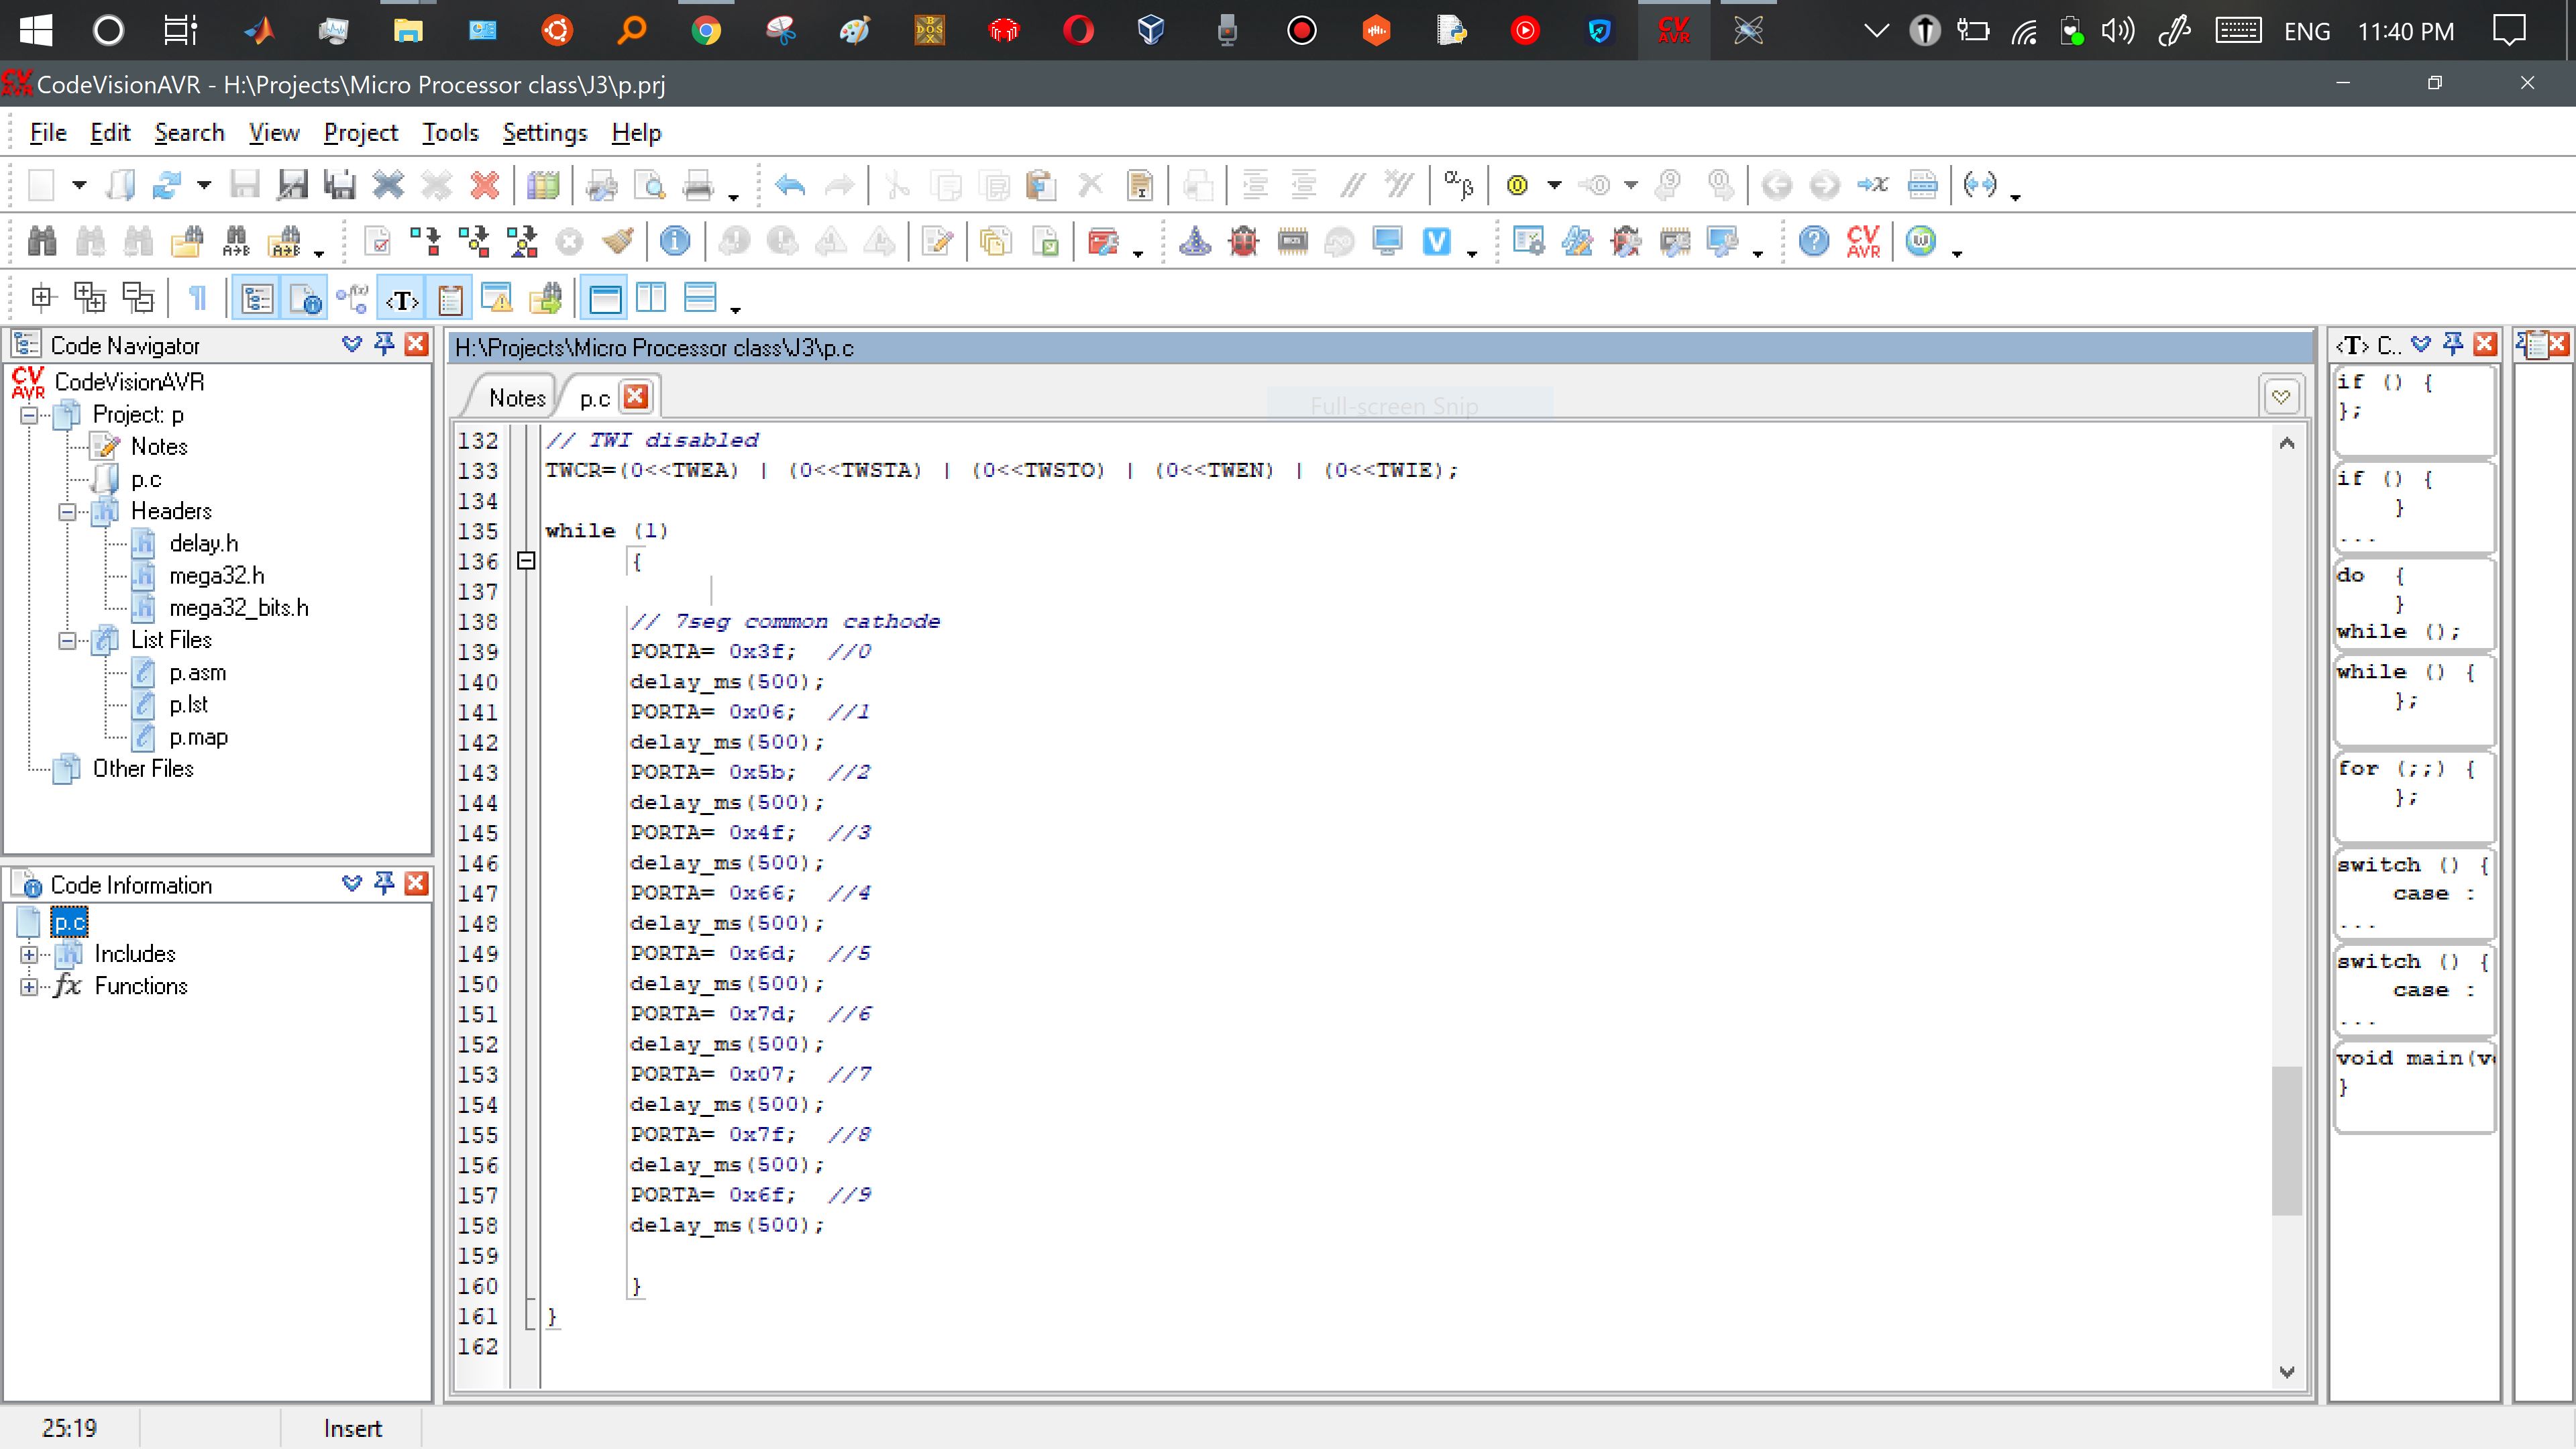 ENG 11:40 PM
CodeVisionAVR - H:\Projects\Micro Processor class\J3\p.prj
File Edit Search View Project Tools Settings Help
Code Navigator
CodeVisionAVR
Project: p
Notes
p.c
Headers
delay.h
mega32.h
mega32_bits.h
List Files
p.asm
p.lst
p.map
Other Files
Code Information
p.c
Includes
Functions
H:\Projects\Micro Processor class\J3\p.c
Notes p.c
Full-screen Snip
132 // TWI disabled
133 TWCR=(0<<TWEA) | (0<<TWSTA) | (0<<TWSTO) | (0<<TWEN) | (0<<TWIE);
134
135 while (1)
136 {
137
138 // 7seg common cathode
139 PORTA= 0x3f; //0
140 delay_ms(500);
141 PORTA= 0x06; //1
142 delay_ms(500);
143 PORTA= 0x5b; //2
144 delay_ms(500);
145 PORTA= 0x4f; //3
146 delay_ms(500);
147 PORTA= 0x66; //4
148 delay_ms(500);
149 PORTA= 0x6d; //5
150 delay_ms(500);
151 PORTA= 0x7d; //6
152 delay_ms(500);
153 PORTA= 0x07; //7
154 delay_ms(500);
155 PORTA= 0x7f; //8
156 delay_ms(500);
157 PORTA= 0x6f; //9
158 delay_ms(500);
159
160 }
161 }
162
<T> C..
if () {
};
if () {
}
...
do {
}
while ();
while () {
};
for (;;) {
};
switch () {
case :
...
switch () {
case :
...
void main(v
}
25:19 Insert